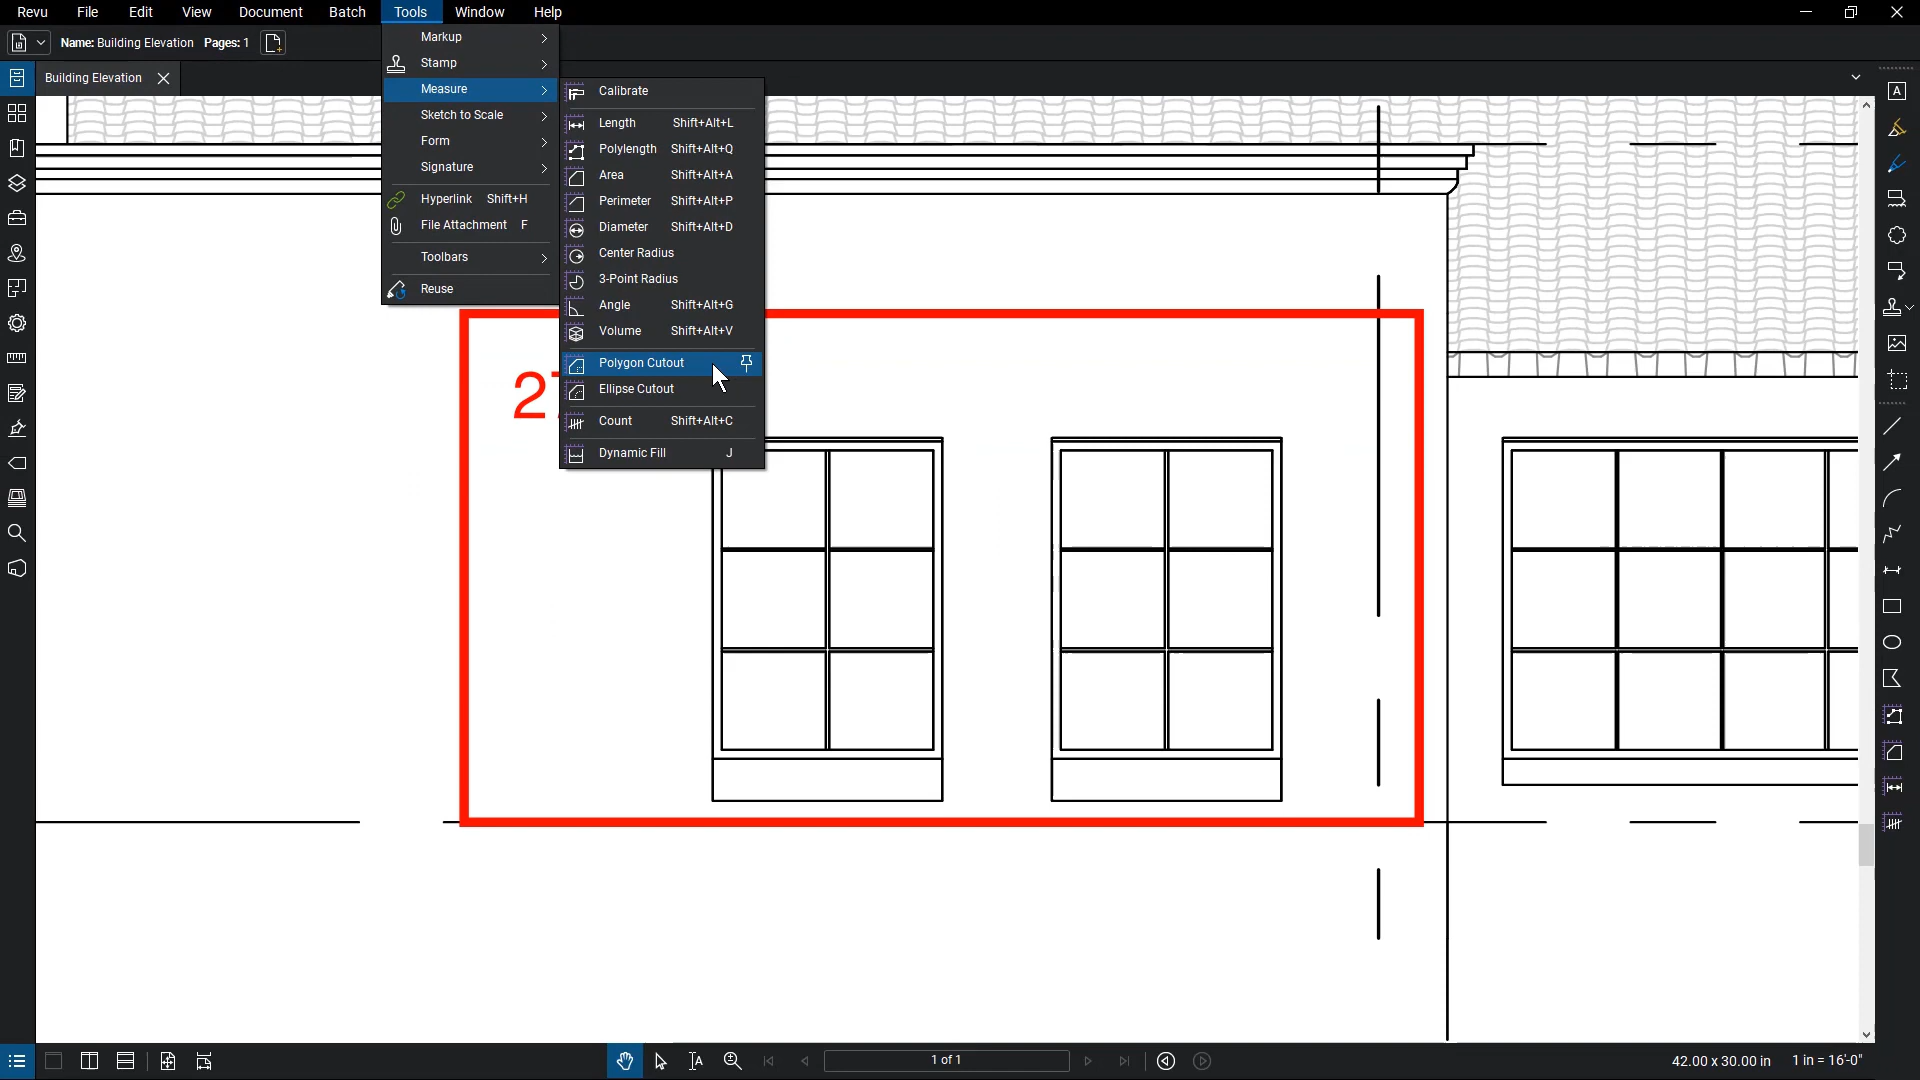 Revu File Edit View Document Batch Tools Window Help
Name: Building Elevation Pages: 1
Building Elevation
Markup
Stamp
Measure
Sketch to Scale
Form
Signature
Hyperlink Shift+H
File Attachment F
Toolbars
Reuse
Calibrate
Length Shift+Alt+L
Polylength Shift+Alt+Q
Area Shift+Alt+A
Perimeter Shift+Alt+P
Diameter Shift+Alt+D
Center Radius
3-Point Radius
Angle Shift+Alt+G
Volume Shift+Alt+V
Polygon Cutout
Ellipse Cutout
Count Shift+Alt+C
Dynamic Fill J
1 of 1
42.00 x 30.00 in 1 in = 16'-0"